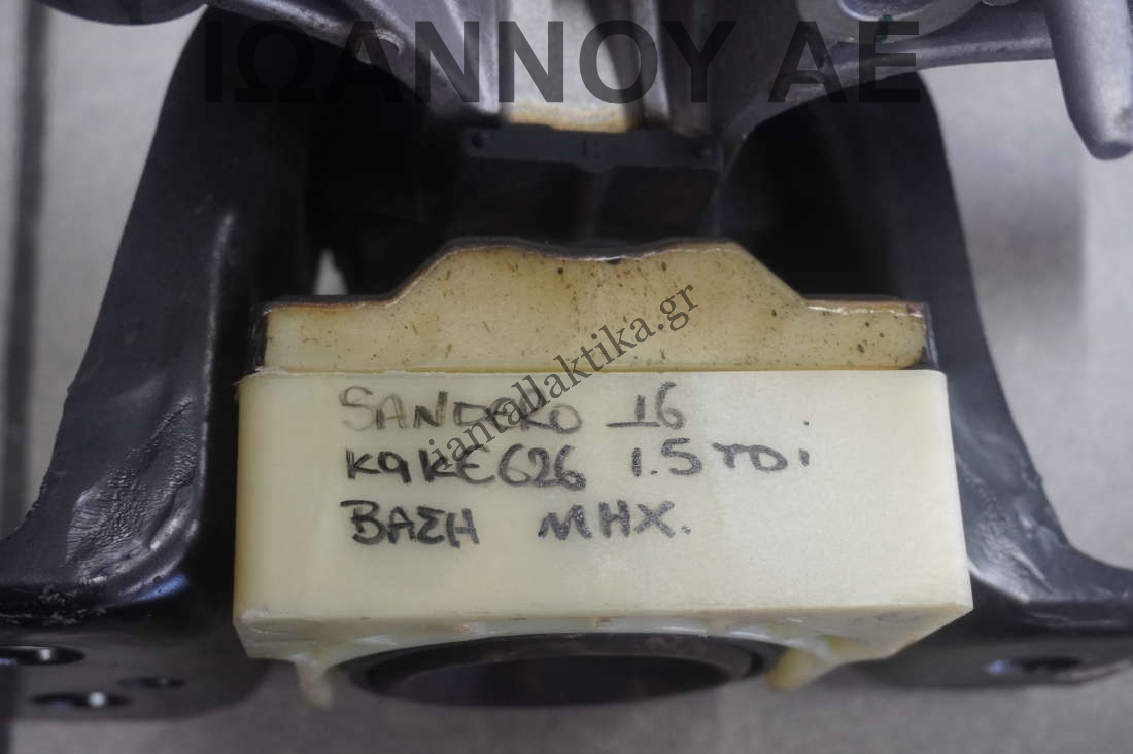 ΙΩΑΝΝΟΥ ΑΕ
iantallaktika.gr
SANDERO 16
K9KE626 1.5 TDi
ΒΑΣΗ ΜΗΧ.